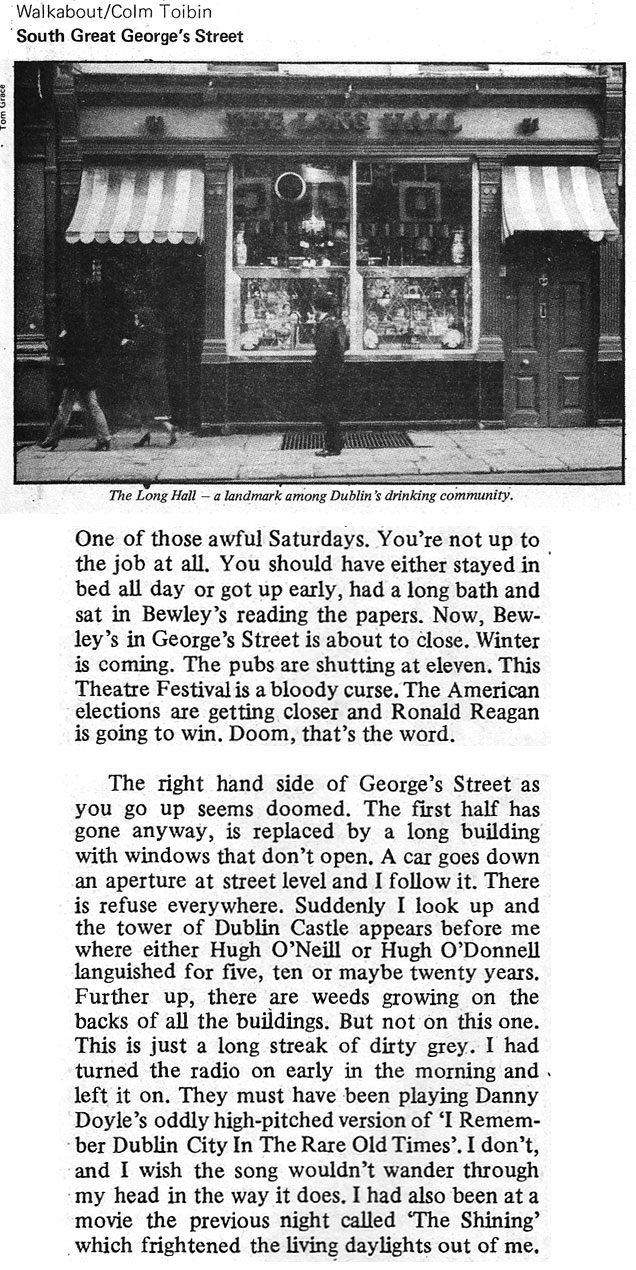 Walkabout/Colm Toibin
South Great George's Street
Tom Grace
THE LONG HALL
The Long Hall – a landmark among Dublin's drinking community.
One of those awful Saturdays. You're not up to
the job at all. You should have either stayed in
bed all day or got up early, had a long bath and
sat in Bewley's reading the papers. Now, Bew-
ley's in George's Street is about to close. Winter
is coming. The pubs are shutting at eleven. This
Theatre Festival is a bloody curse. The American
elections are getting closer and Ronald Reagan
is going to win. Doom, that's the word.
The right hand side of George's Street as
you go up seems doomed. The first half has
gone anyway, is replaced by a long building
with windows that don't open. A car goes down
an aperture at street level and I follow it. There
is refuse everywhere. Suddenly I look up and
the tower of Dublin Castle appears before me
where either Hugh O'Neill or Hugh O'Donnell
languished for five, ten or maybe twenty years.
Further up, there are weeds growing on the
backs of all the buildings. But not on this one.
This is just a long streak of dirty grey. I had
turned the radio on early in the morning and
left it on. They must have been playing Danny
Doyle's oddly high-pitched version of 'I Remem-
ber Dublin City In The Rare Old Times'. I don't,
and I wish the song wouldn't wander through
my head in the way it does. I had also been at a
movie the previous night called 'The Shining'
which frightened the living daylights out of me.